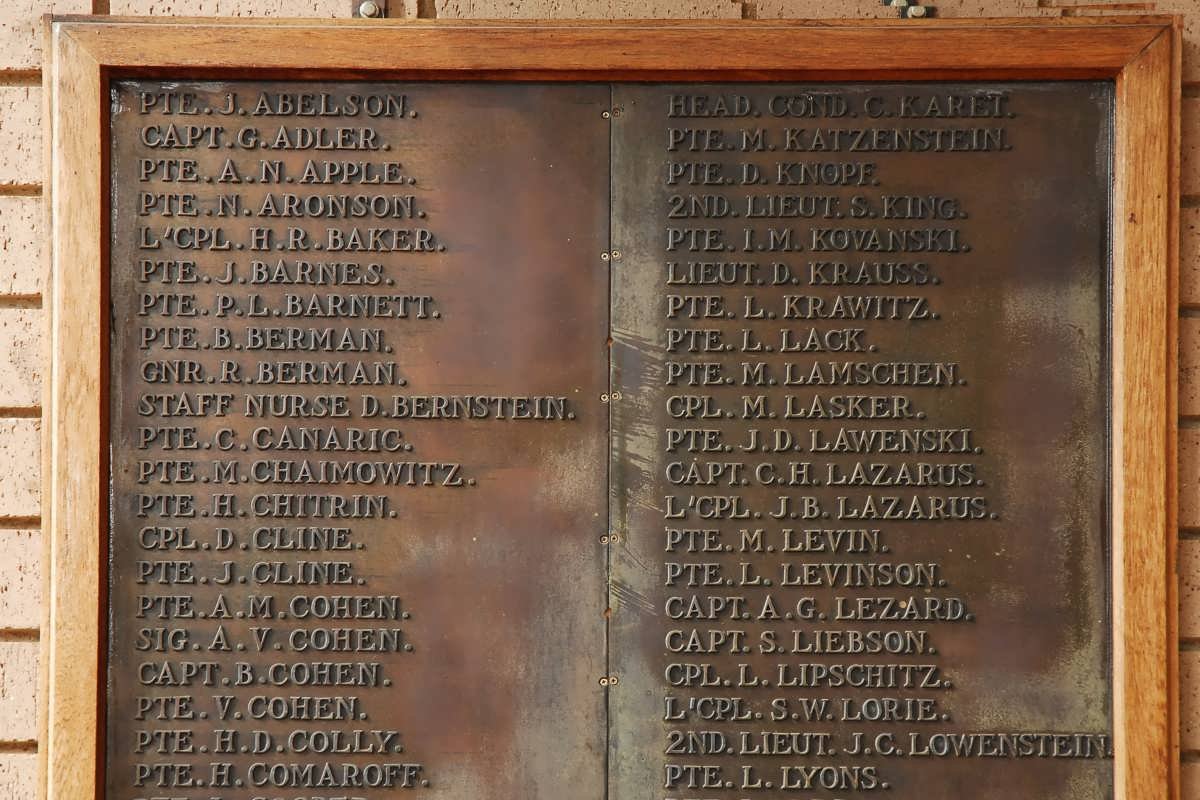 PTE. J. ABELSON.
CAPT. G. ADLER.
PTE. A. N. APPLE.
PTE. N. ARONSON.
L'CPL. H. R. BAKER.
PTE. J. BARNES.
PTE. P. L. BARNETT.
PTE. B. BERMAN.
GNR. R. BERMAN.
STAFF NURSE D. BERNSTEIN.
PTE. C. CANARIC.
PTE. M. CHAIMOWITZ.
PTE. H. CHITRIN.
CPL. D. CLINE.
PTE. J. CLINE.
PTE. A. M. COHEN.
SIG. A. V. COHEN.
CAPT. B. COHEN.
PTE. V. COHEN.
PTE. H. D. COLLY.
PTE. H. COMAROFF.
HEAD. COND. C. KARET.
PTE. M. KATZENSTEIN.
PTE. D. KNOPF.
2ND. LIEUT. S. KING.
PTE. I. M. KOVANSKI.
LIEUT. D. KRAUSS.
PTE. L. KRAWITZ.
PTE. L. LACK.
PTE. M. LAMSCHEN.
CPL. M. LASKER.
PTE. J. D. LAWENSKI.
CAPT. C. H. LAZARUS.
L'CPL. J. B. LAZARUS.
PTE. M. LEVIN.
PTE. L. LEVINSON.
CAPT. A. G. LEZARD.
CAPT. S. LIEBSON.
CPL. L. LIPSCHITZ.
L'CPL. S. W. LORIE.
2ND. LIEUT. J. C. LOWENSTEIN.
PTE. L. LYONS.